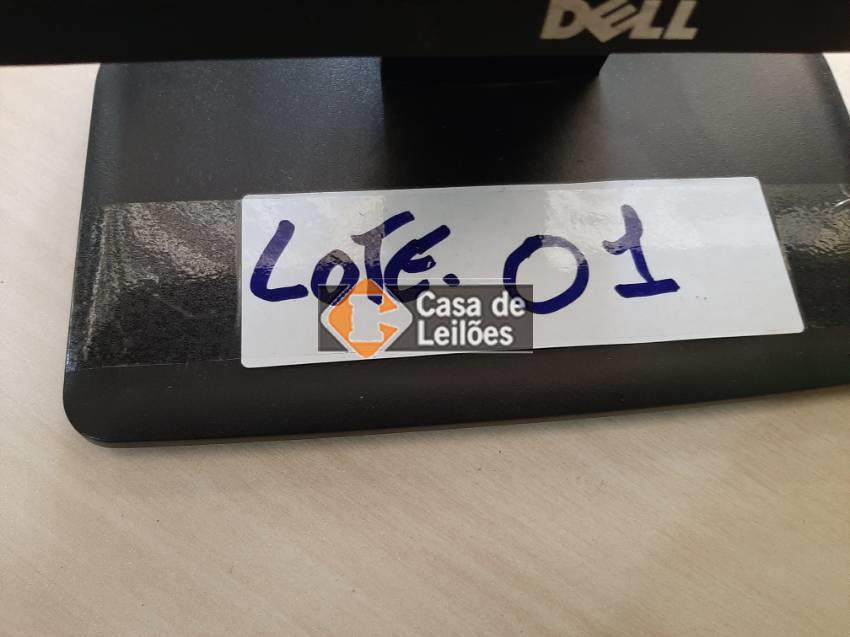 DELL
LOTE. 01
Casa de
Leilões